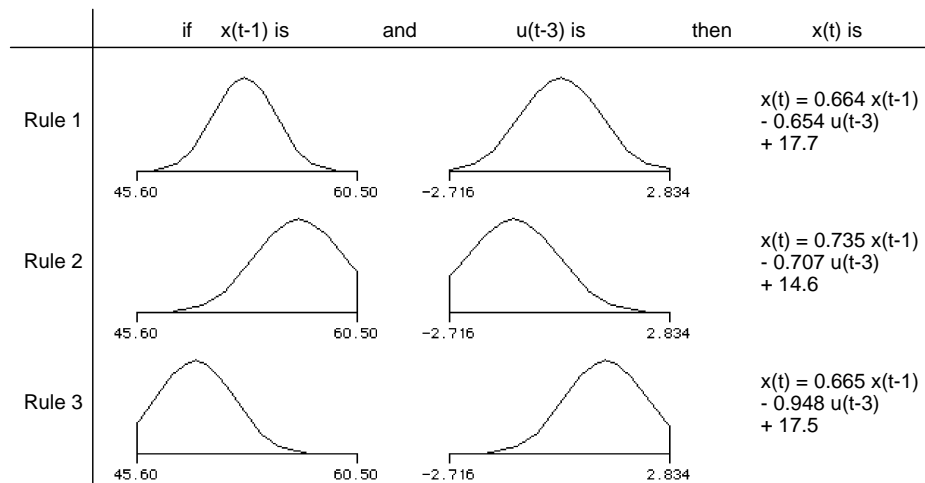 if x(t-1) is and u(t-3) is then x(t) is
Rule 1
x(t) = 0.664 x(t-1)
- 0.654 u(t-3)
+ 17.7
45.60 60.50 -2.716 2.834
Rule 2
x(t) = 0.735 x(t-1)
- 0.707 u(t-3)
+ 14.6
45.60 60.50 -2.716 2.834
Rule 3
x(t) = 0.665 x(t-1)
- 0.948 u(t-3)
+ 17.5
45.60 60.50 -2.716 2.834